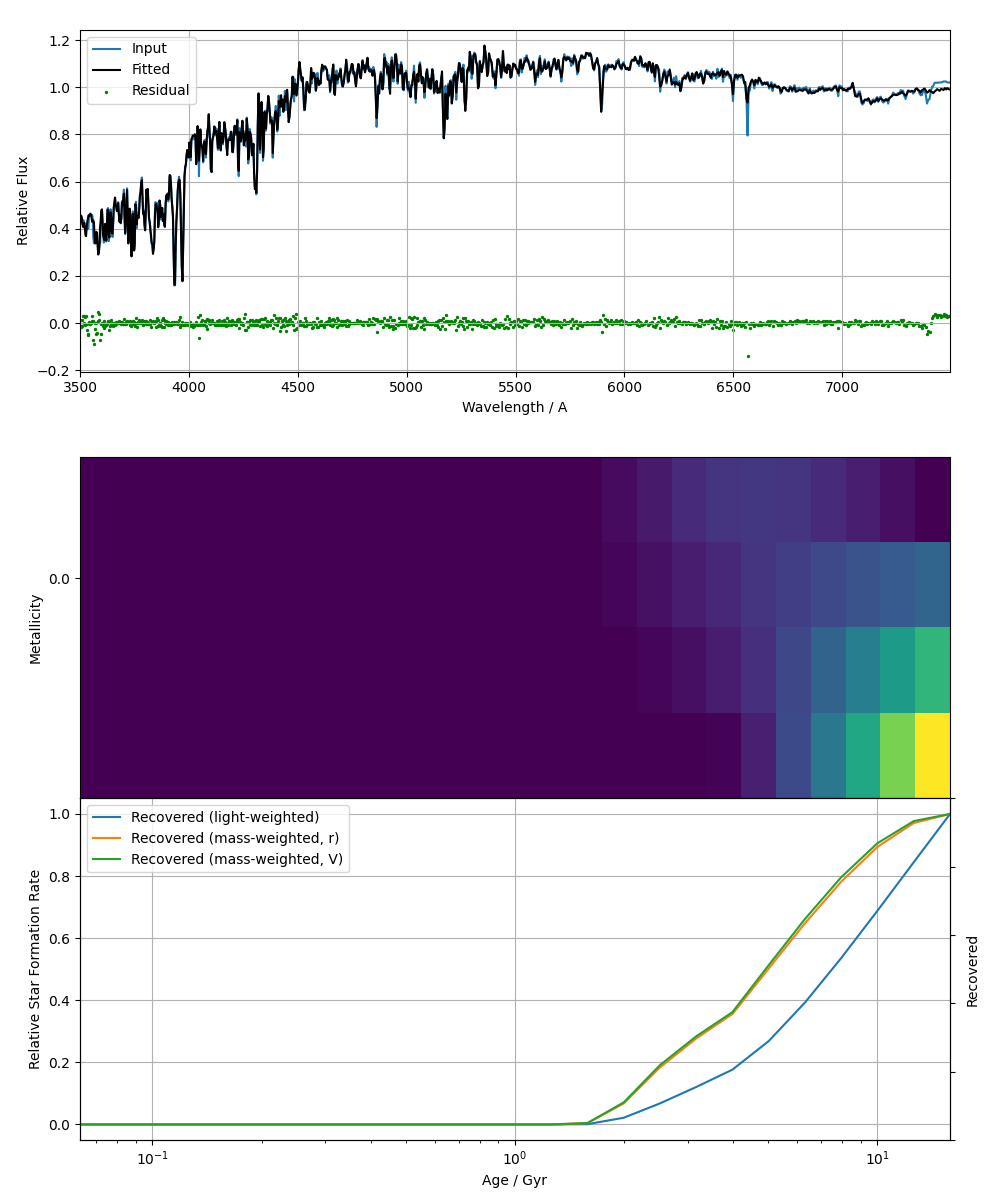 1.2
1.0
0.8
0.6
0.4
0.2
0.0
−0.2
Relative Flux
Input
Fitted
Residual
3500 4000 4500 5000 5500 6000 6500 7000
Wavelength / A
0.0
Metallicity
1.0
0.8
0.6
0.4
0.2
0.0
Relative Star Formation Rate
Recovered (light-weighted)
Recovered (mass-weighted, r)
Recovered (mass-weighted, V)
Recovered
10⁻¹ 10⁰ 10¹
Age / Gyr